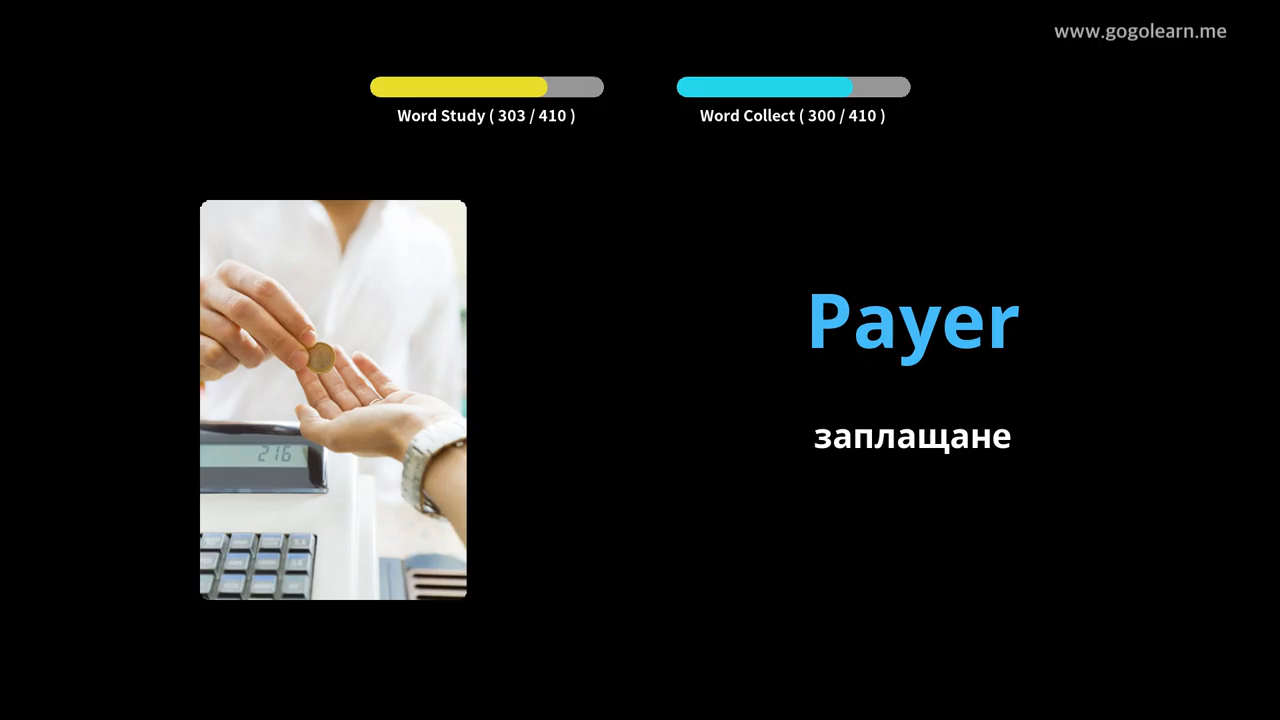 www.gogolearn.me
Word Study ( 303 / 410 )
Word Collect ( 300 / 410 )
216
Payer
заплащане